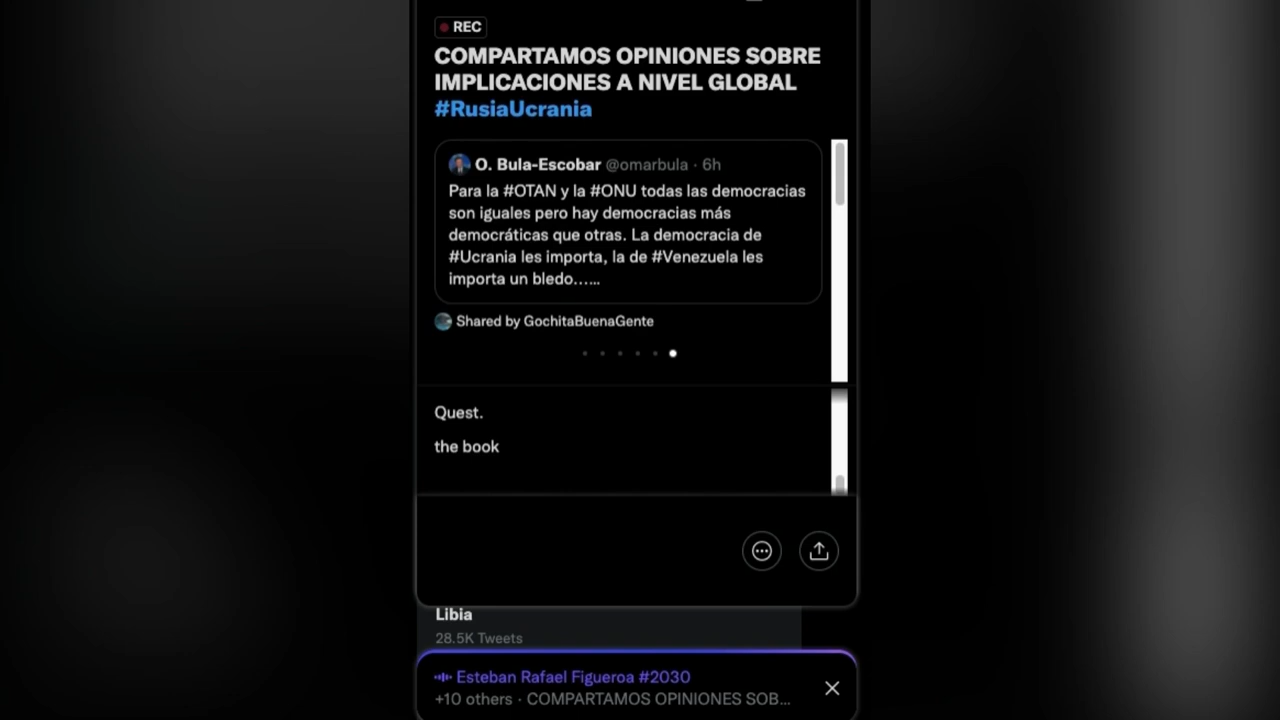 REC
COMPARTAMOS OPINIONES SOBRE
IMPLICACIONES A NIVEL GLOBAL
#RusiaUcrania
O. Bula-Escobar @omarbula · 6h
Para la #OTAN y la #ONU todas las democracias
son iguales pero hay democracias más
democráticas que otras. La democracia de
#Ucrania les importa, la de #Venezuela les
importa un bledo......
Shared by GochitaBuenaGente
Quest.
the book
Libia
28.5K Tweets
Esteban Rafael Figueroa #2030
+10 others · COMPARTAMOS OPINIONES SOB...